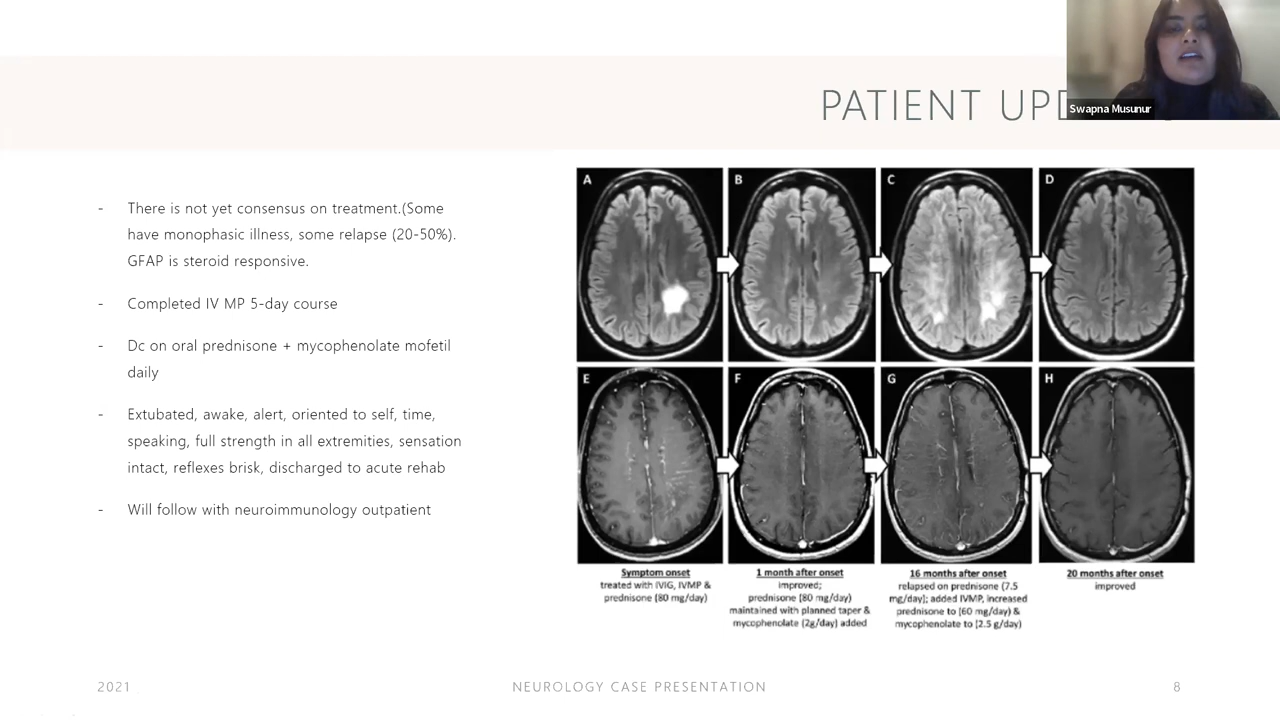 PATIENT UPD
Swapna Musunur
- There is not yet consensus on treatment.(Some
have monophasic illness, some relapse (20-50%).
GFAP is steroid responsive.
- Completed IV MP 5-day course
- Dc on oral prednisone + mycophenolate mofetil
daily
- Extubated, awake, alert, oriented to self, time,
speaking, full strength in all extremities, sensation
intact, reflexes brisk, discharged to acute rehab
- Will follow with neuroimmunology outpatient
A
B
C
D
E
F
G
H
Symptom onset
treated with IVIG, IVMP &
prednisone (80 mg/day)
1 month after onset
improved;
prednisone (80 mg/day)
maintained with planned taper &
mycophenolate (2g/day) added
16 months after onset
relapsed on prednisone (7.5
mg/day); added IVMP, increased
prednisone to (60 mg/day) &
mycophenolate to (2.5 g/day)
20 months after onset
improved
2021
NEUROLOGY CASE PRESENTATION
8